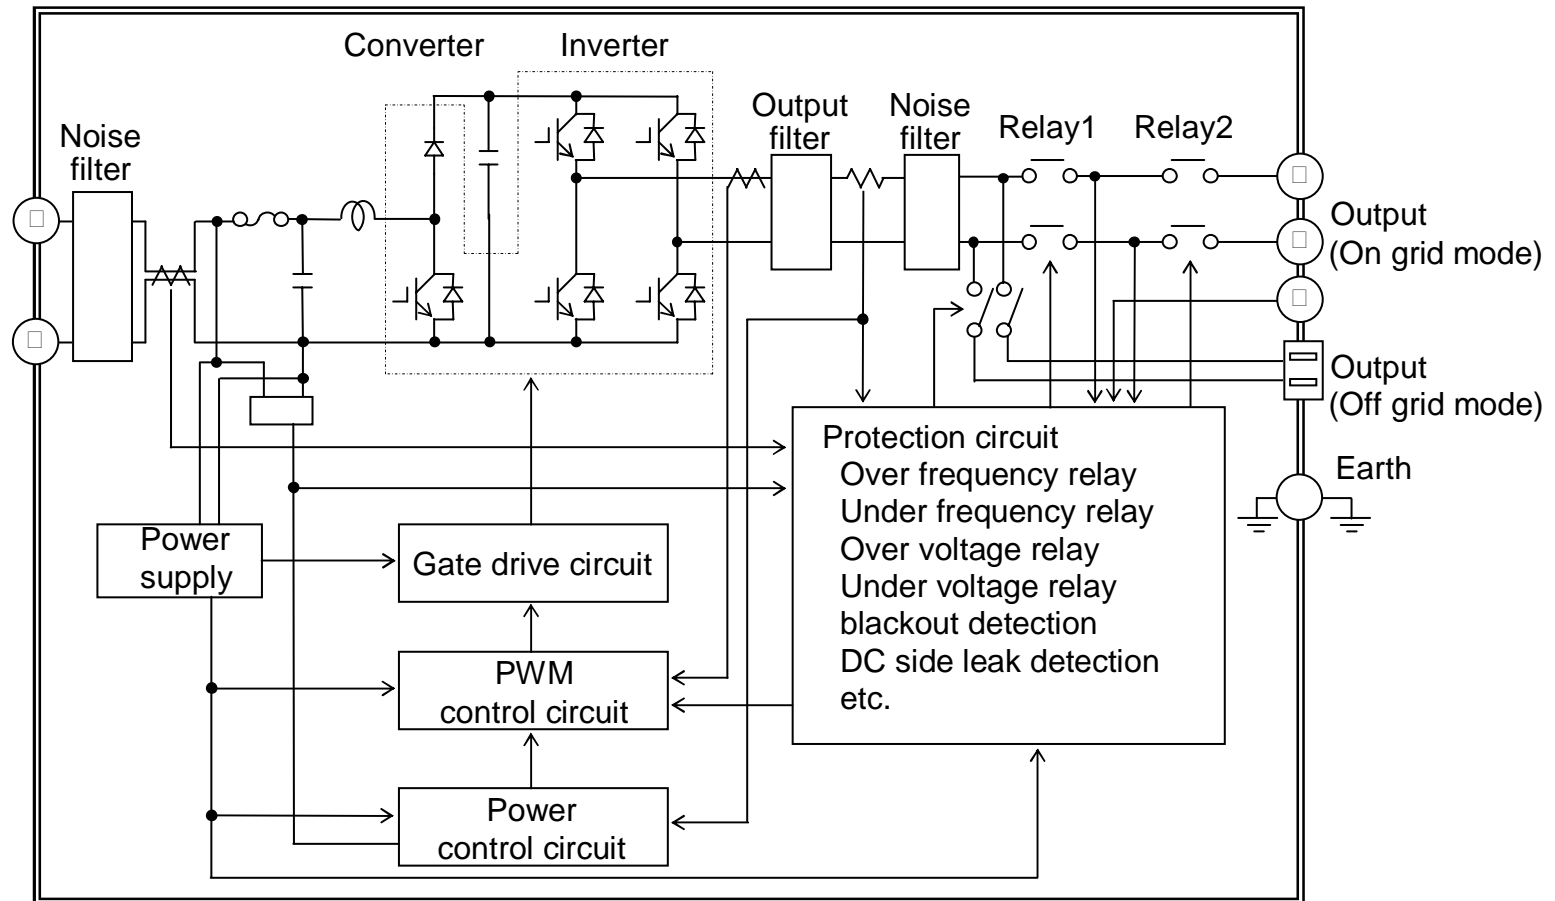 Converter
Inverter
Noise
filter
Output
filter
Noise
filter
Relay1
Relay2
Output
(On grid mode)
Output
(Off grid mode)
Earth
Protection circuit
Over frequency relay
Under frequency relay
Over voltage relay
Under voltage relay
blackout detection
DC side leak detection
etc.
Power
supply
Gate drive circuit
PWM
control circuit
Power
control circuit